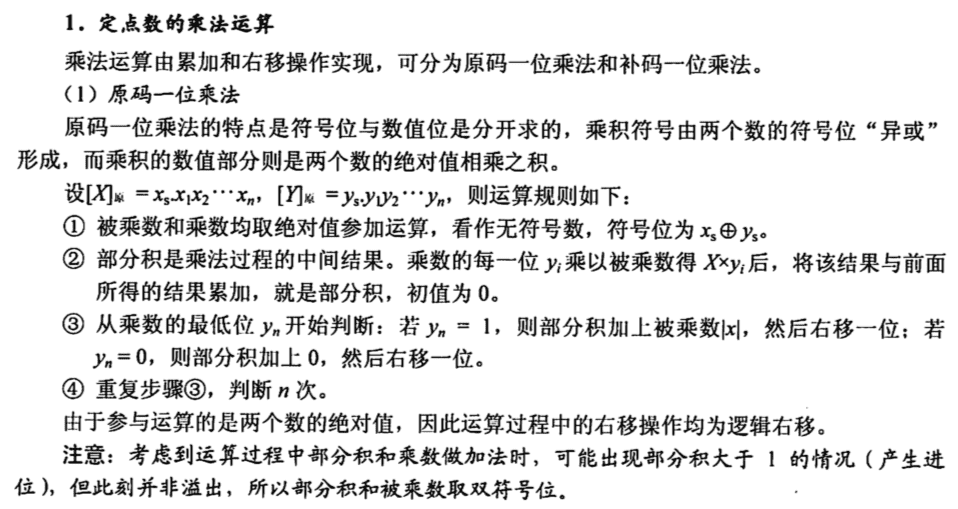 1．定点数的乘法运算
乘法运算由累加和右移操作实现，可分为原码一位乘法和补码一位乘法。
（1）原码一位乘法
原码一位乘法的特点是符号位与数值位是分开求的，乘积符号由两个数的符号位“异或”
形成，而乘积的数值部分则是两个数的绝对值相乘之积。
设[X]原 = xs.x1x2⋯xn，[Y]原 = ys.y1y2⋯yn，则运算规则如下：
① 被乘数和乘数均取绝对值参加运算，看作无符号数，符号位为 xs⊕ys。
② 部分积是乘法过程的中间结果。乘数的每一位 yi 乘以被乘数得 X×yi 后，将该结果与前面
所得的结果累加，就是部分积，初值为 0。
③ 从乘数的最低位 yn 开始判断：若 yn = 1，则部分积加上被乘数|x|，然后右移一位；若
yn = 0，则部分积加上 0，然后右移一位。
④ 重复步骤③，判断 n 次。
由于参与运算的是两个数的绝对值，因此运算过程中的右移操作均为逻辑右移。
注意：考虑到运算过程中部分积和乘数做加法时，可能出现部分积大于 1 的情况（产生进
位），但此刻并非溢出，所以部分积和被乘数取双符号位。